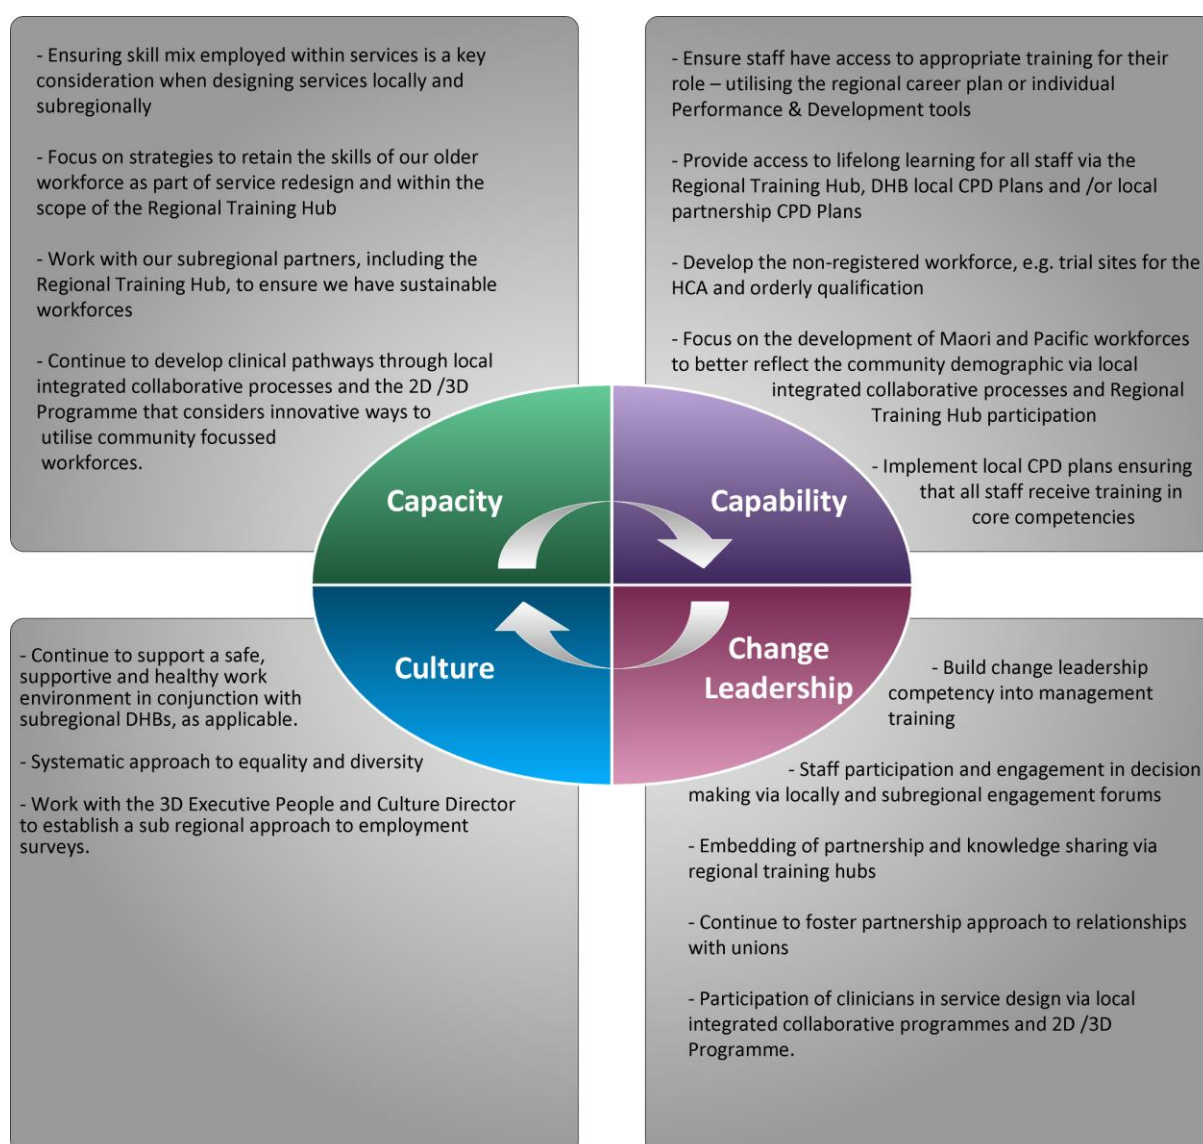 - Ensuring skill mix employed within services is a key
consideration when designing services locally and
subregionally
- Focus on strategies to retain the skills of our older
workforce as part of service redesign and within the
scope of the Regional Training Hub
- Work with our subregional partners, including the
Regional Training Hub, to ensure we have sustainable
workforces
- Continue to develop clinical pathways through local
integrated collaborative processes and the 2D /3D
Programme that considers innovative ways to
utilise community focussed
workforces.
- Ensure staff have access to appropriate training for their
role – utilising the regional career plan or individual
Performance & Development tools
- Provide access to lifelong learning for all staff via the
Regional Training Hub, DHB local CPD Plans and /or local
partnership CPD Plans
- Develop the non-registered workforce, e.g. trial sites for the
HCA and orderly qualification
- Focus on the development of Maori and Pacific workforces
to better reflect the community demographic via local
integrated collaborative processes and Regional
Training Hub participation
- Implement local CPD plans ensuring
that all staff receive training in
core competencies
Capacity
Capability
Culture
Change
Leadership
- Continue to support a safe,
supportive and healthy work
environment in conjunction with
subregional DHBs, as applicable.
- Systematic approach to equality and diversity
- Work with the 3D Executive People and Culture Director
to establish a sub regional approach to employment
surveys.
- Build change leadership
competency into management
training
- Staff participation and engagement in decision
making via locally and subregional engagement forums
- Embedding of partnership and knowledge sharing via
regional training hubs
- Continue to foster partnership approach to relationships
with unions
- Participation of clinicians in service design via local
integrated collaborative programmes and 2D /3D
Programme.